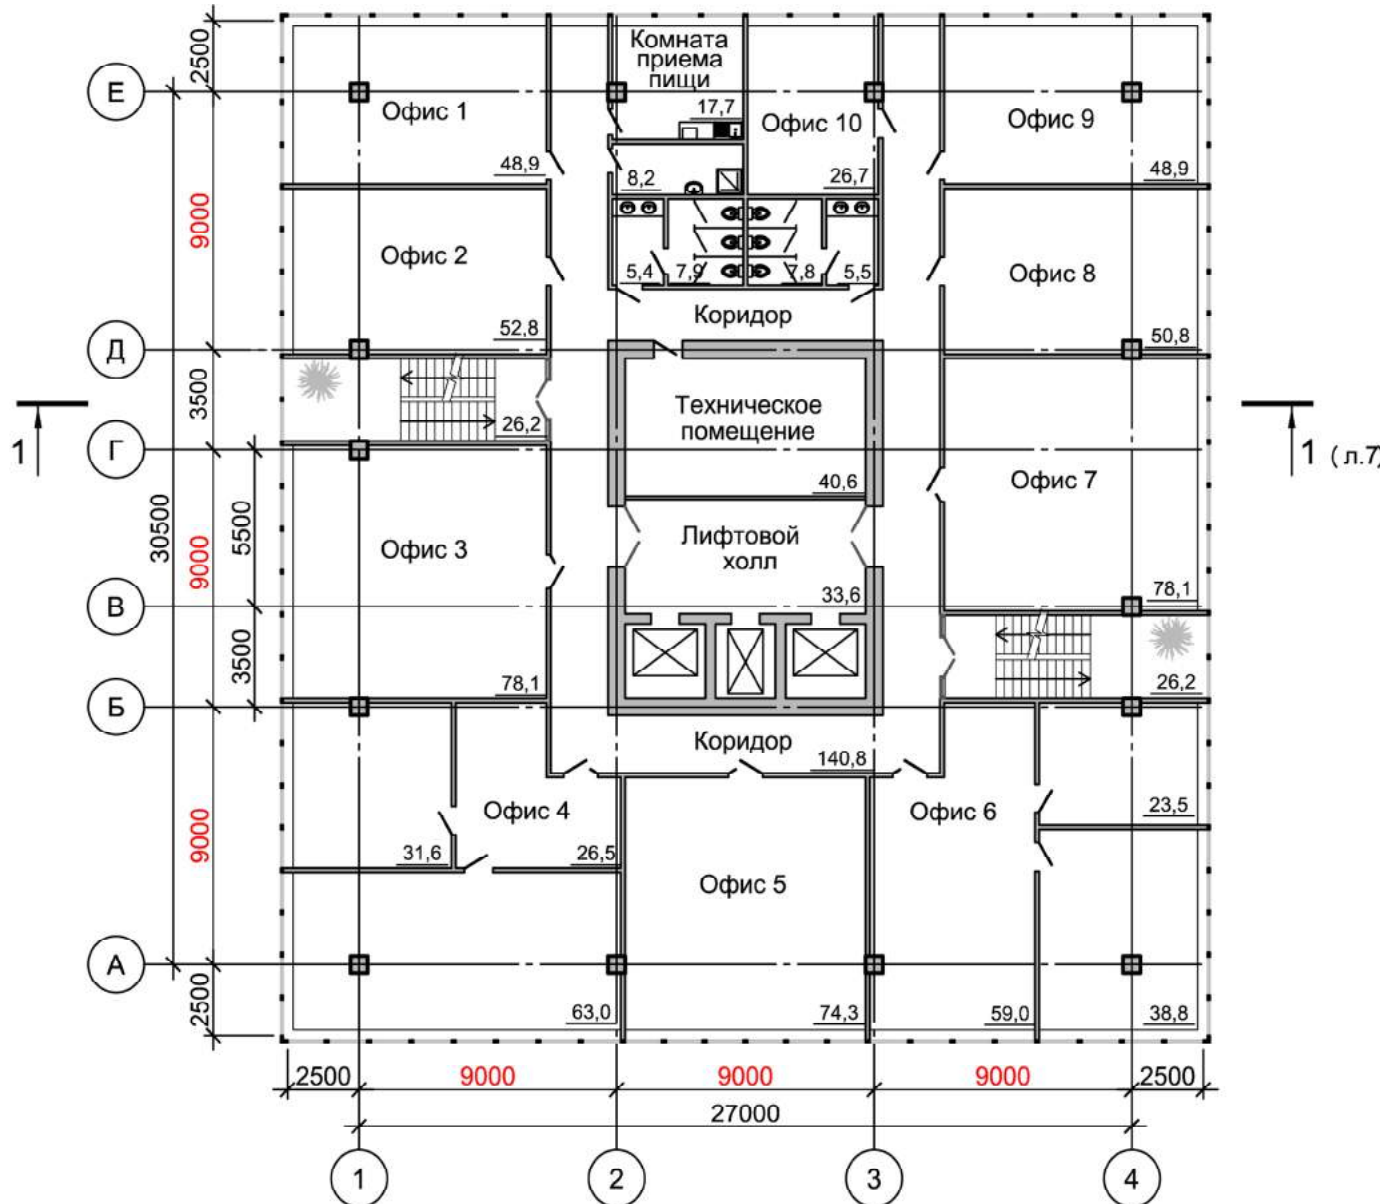 2500
Е
Комната
приема
пищи
17,7
Офис 1
Офис 10
Офис 9
48,9
8,2
26,7
48,9
9000
Офис 2
5,4
7,9
7,8
5,5
Офис 8
Коридор
52,8
50,8
Д
3500
26,2
Техническое
помещение
1
Г
1 (л.7)
40,6
Офис 7
30500
9000
5500
Офис 3
Лифтовой
холл
33,6
78,1
В
3500
78,1
26,2
Б
Коридор
140,8
9000
Офис 4
Офис 6
23,5
31,6
26,5
Офис 5
А
2500
63,0
74,3
59,0
38,8
2500
9000
9000
9000
2500
27000
1
2
3
4